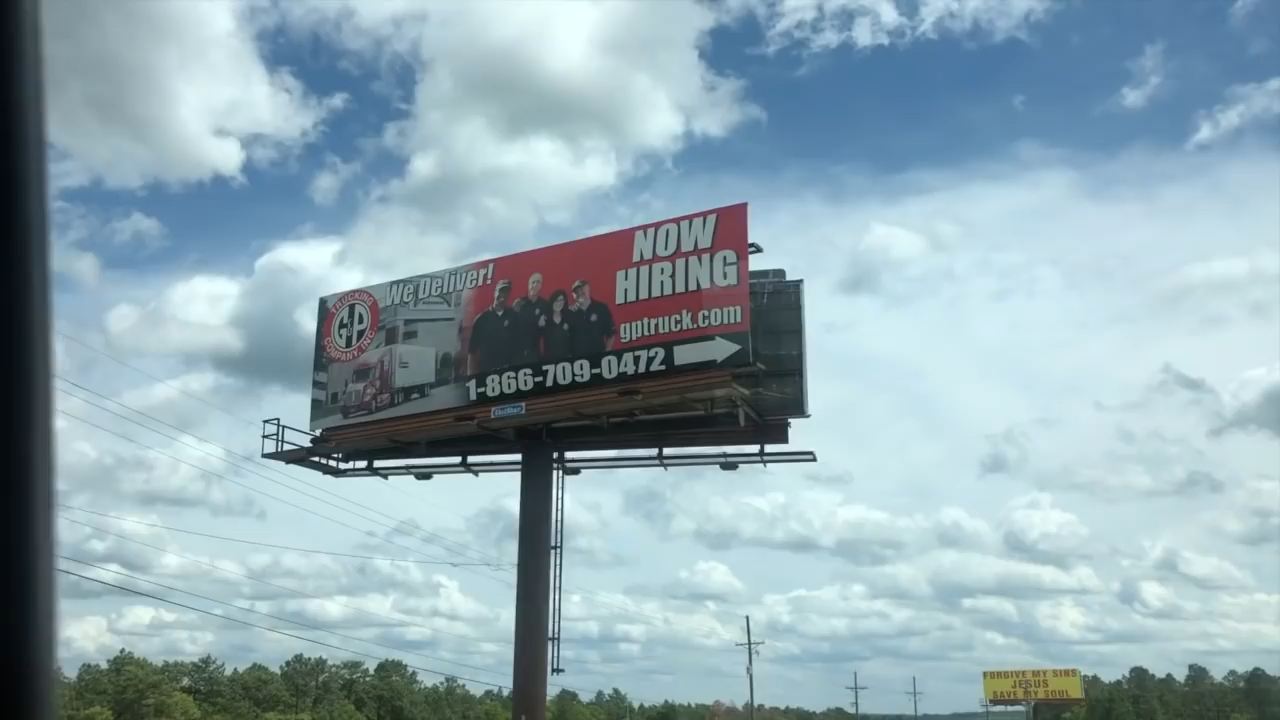 We Deliver!
NOW
HIRING
TRUCKING
G&P
COMPANY, INC.
gptruck.com
1-866-709-0472
FORGIVE MY SINS
JESUS
SAVE MY SOUL